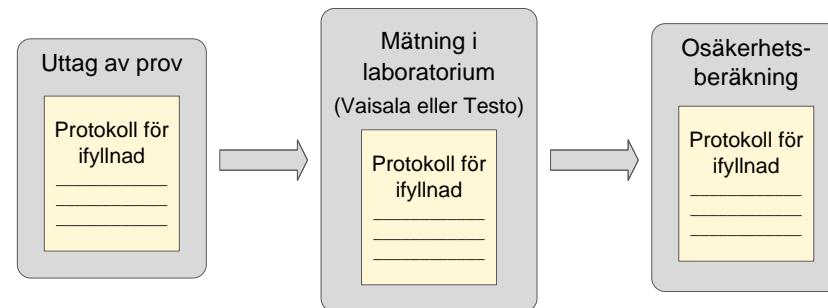 Uttag av prov
Protokoll för
ifyllnad
Mätning i
laboratorium
(Vaisala eller Testo)
Protokoll för
ifyllnad
Osäkerhets-
beräkning
Protokoll för
ifyllnad